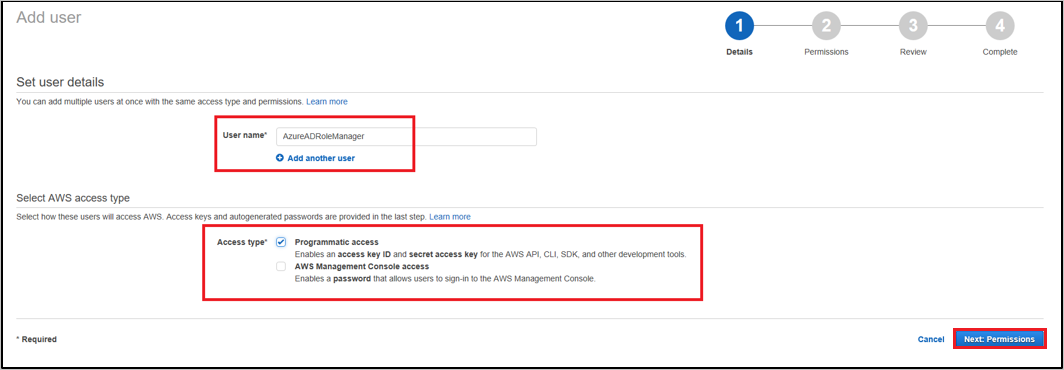 Add user
1
2
3
4
Details
Permissions
Review
Complete
Set user details
You can add multiple users at once with the same access type and permissions. Learn more
User name* AzureADRoleManager
Add another user
Select AWS access type
Select how these users will access AWS. Access keys and autogenerated passwords are provided in the last step. Learn more
Access type* Programmatic access
Enables an access key ID and secret access key for the AWS API, CLI, SDK, and other development tools.
AWS Management Console access
Enables a password that allows users to sign-in to the AWS Management Console.
* Required
Cancel
Next: Permissions